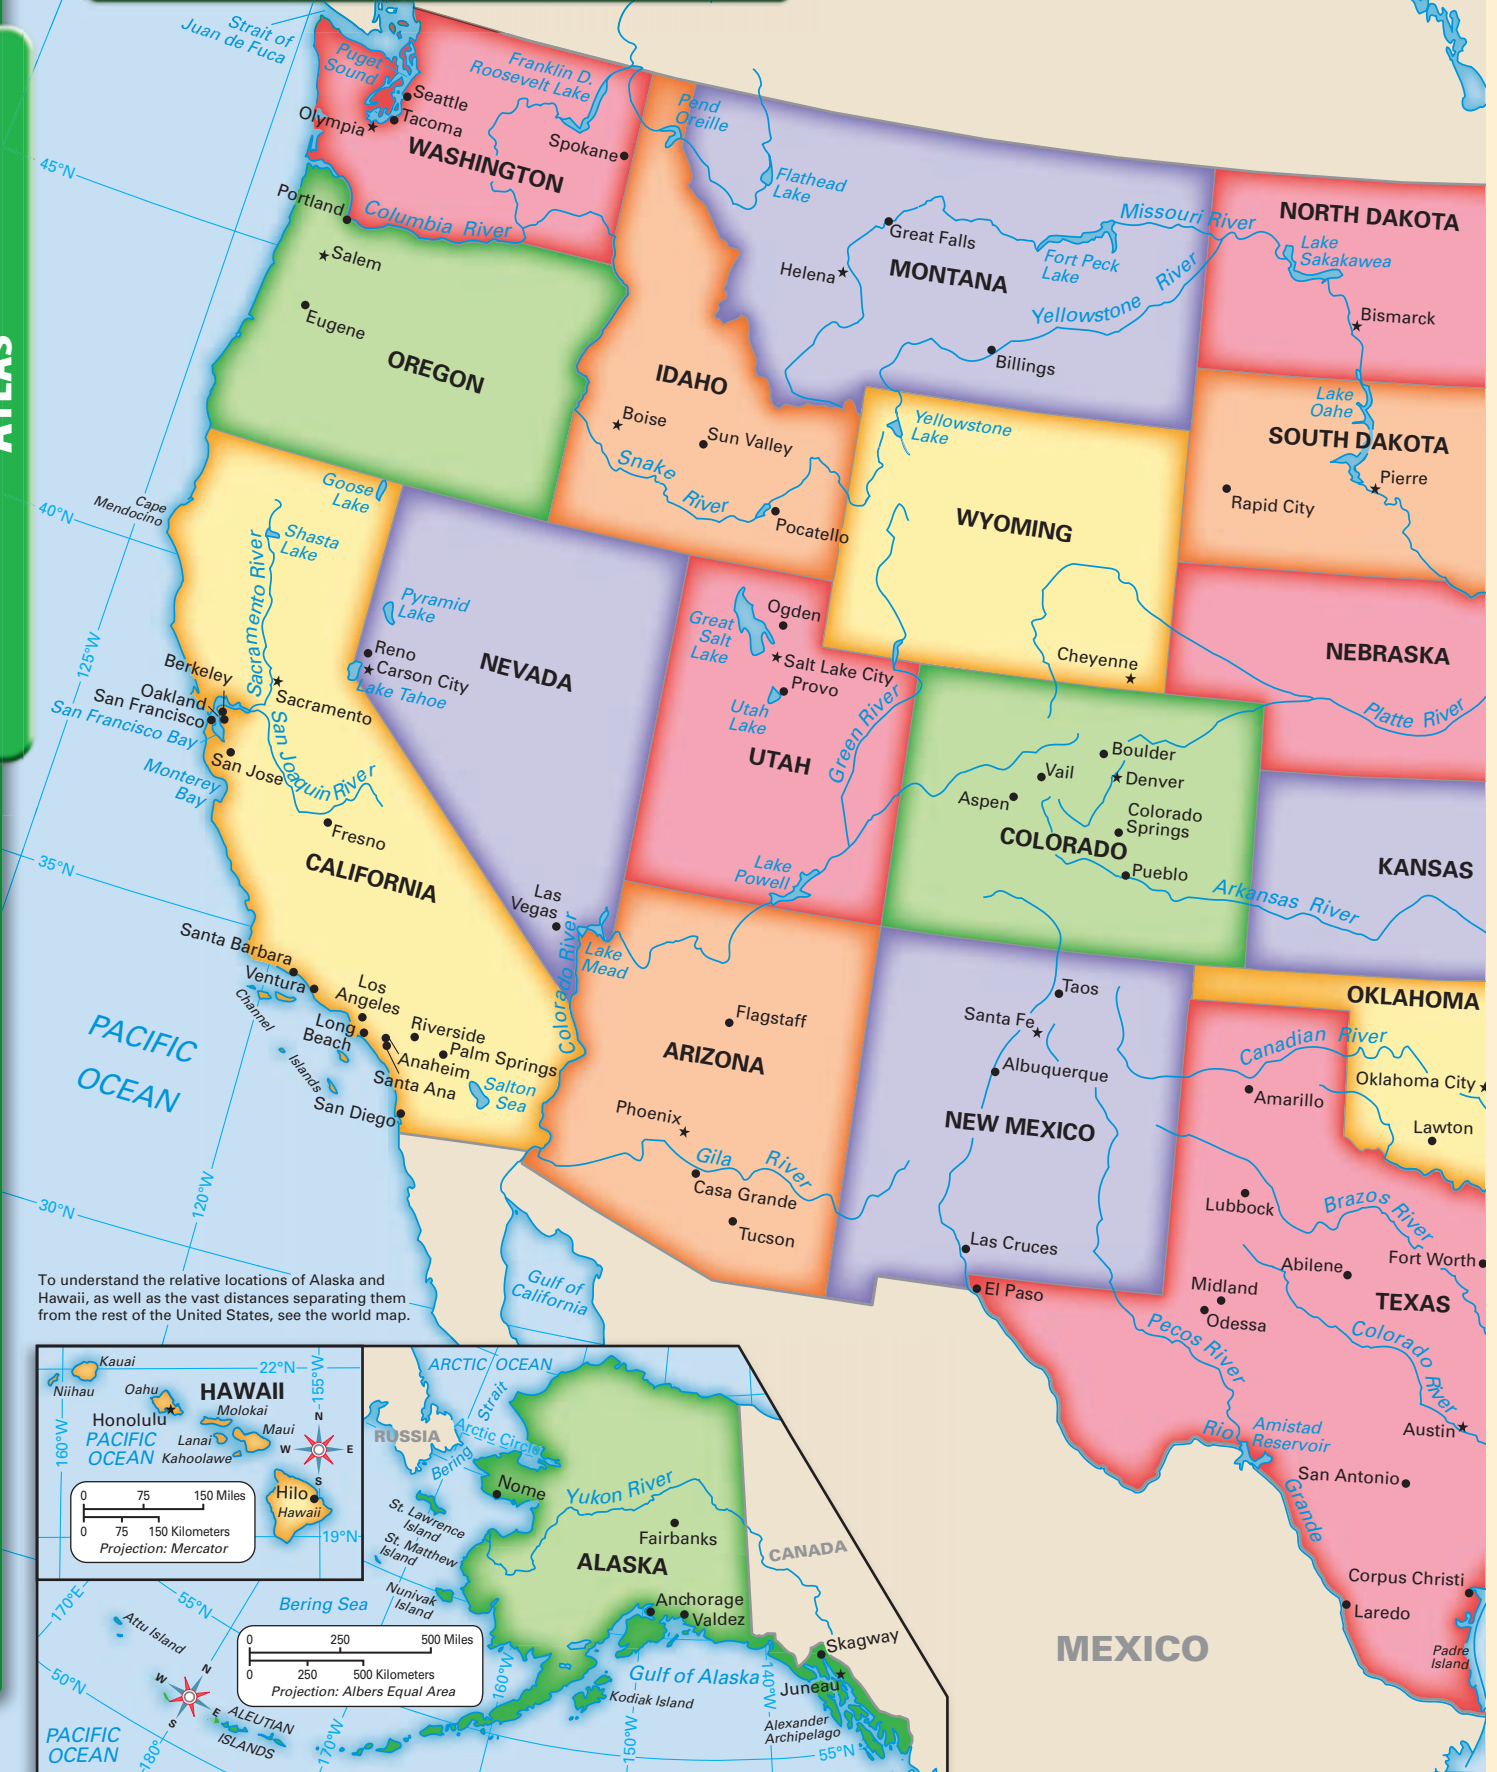 ATLAS
Strait of
Juan de Fuca
Puget
Sound
Franklin D.
Roosevelt Lake
Seattle
Tacoma
Olympia
Spokane
WASHINGTON
Pend
Oreille
Flathead
Lake
45°N
Portland
Columbia River
Salem
Eugene
OREGON
Great Falls
Helena
MONTANA
Missouri River
Fort Peck
Lake
Yellowstone River
Billings
NORTH DAKOTA
Lake
Sakakawea
Bismarck
IDAHO
Boise
Sun Valley
Snake River
Pocatello
Yellowstone
Lake
WYOMING
Cheyenne
Lake
Oahe
SOUTH DAKOTA
Pierre
Rapid City
Cape
Mendocino
40°N
Goose
Lake
Shasta
Lake
Sacramento River
Pyramid
Lake
Reno
Carson City
Lake Tahoe
NEVADA
Great
Salt
Lake
Ogden
Salt Lake City
Provo
Utah
Lake
UTAH
Green River
NEBRASKA
Platte River
125°W
Berkeley
Oakland
San Francisco
San Francisco Bay
Sacramento
San Joaquin River
San Jose
Monterey
Bay
Fresno
CALIFORNIA
Boulder
Vail
Denver
Aspen
Colorado
Springs
COLORADO
Pueblo
Arkansas River
KANSAS
35°N
Las
Vegas
Lake
Powell
Lake
Mead
Colorado River
Santa Barbara
Ventura
Channel
Islands
Los
Angeles
Long
Beach
Riverside
Palm Springs
Anaheim
Santa Ana
Salton
Sea
San Diego
PACIFIC
OCEAN
Flagstaff
ARIZONA
Phoenix
Gila River
Casa Grande
Tucson
Taos
Santa Fe
Albuquerque
NEW MEXICO
Las Cruces
OKLAHOMA
Canadian River
Oklahoma City
Amarillo
Lawton
Lubbock
Brazos River
Fort Worth
Abilene
Midland
Odessa
TEXAS
El Paso
Pecos River
Colorado River
Rio Grande
Amistad
Reservoir
Austin
San Antonio
Corpus Christi
Laredo
Padre
Island
MEXICO
30°N
120°W
Gulf of
California
To understand the relative locations of Alaska and
Hawaii, as well as the vast distances separating them
from the rest of the United States, see the world map.
Kauai
Niihau
Oahu
HAWAII
22°N
155°W
Honolulu
Molokai
Maui
Lanai
Kahoolawe
PACIFIC
OCEAN
160°W
N
W
E
S
Hilo
Hawaii
19°N
0 75 150 Miles
0 75 150 Kilometers
Projection: Mercator
ARCTIC OCEAN
RUSSIA
Bering Strait
Arctic Circle
Nome
Yukon River
St. Lawrence
Island
St. Matthew
Island
Nunivak
Island
Fairbanks
ALASKA
CANADA
Anchorage
Valdez
Skagway
Juneau
Bering Sea
170°E
55°N
Attu Island
50°N
N
W
E
S
ALEUTIAN
ISLANDS
180°
170°W
160°W
150°W
140°W
55°N
Gulf of Alaska
Kodiak Island
Alexander
Archipelago
0 250 500 Miles
0 250 500 Kilometers
Projection: Albers Equal Area
PACIFIC
OCEAN